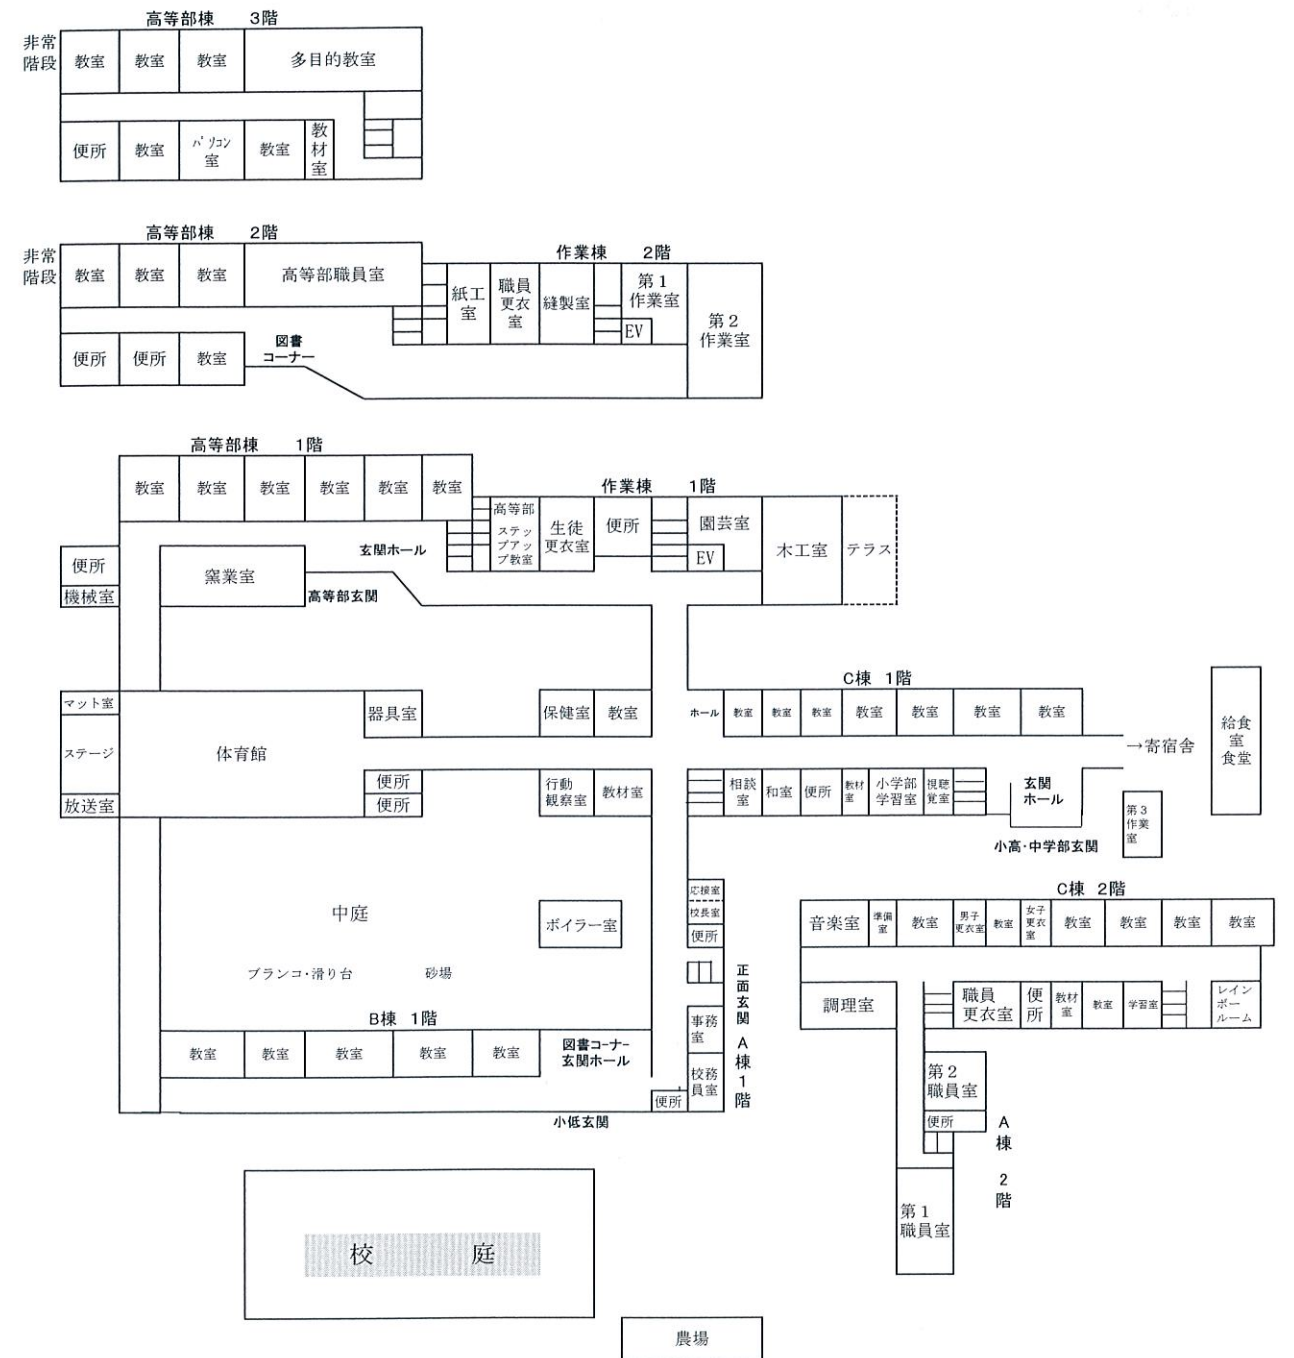 高等部棟　3階
非常
階段
教室
教室
教室
多目的教室
便所
教室
パソコン
室
教室
教
材
室
高等部棟　2階
非常
階段
教室
教室
教室
高等部職員室
便所
便所
教室
図書
コーナー
作業棟　2階
紙工
室
職員
更衣
室
縫製室
第1
作業室
EV
第2
作業室
高等部棟　1階
教室
教室
教室
教室
教室
教室
便所
機械室
窯業室
玄関ホール
高等部玄関
作業棟　1階
高等部
ステッ
プアッ
プ教室
生徒
更衣室
便所
園芸室
EV
木工室
テラス
マット室
ステージ
放送室
体育館
器具室
便所
便所
保健室
教室
行動
観察室
教材室
C棟　1階
ホール
教室
教室
教室
教室
教室
教室
教室
→寄宿舎
給食
室
食堂
相談
室
和室
便所
教材
室
小学部
学習室
視聴
覚室
玄関
ホール
第3
作業
室
小高・中学部玄関
中庭
ボイラー室
ブランコ・滑り台
砂場
応接室
校長室
便所
正面玄関
A棟1階
事務
室
校務
員室
便所
B棟　1階
教室
教室
教室
教室
教室
図書コーナー
玄関ホール
小低玄関
C棟　2階
音楽室
準備
室
教室
男子
更衣室
教室
女子
更衣
室
教室
教室
教室
教室
調理室
職員
更衣室
便
所
教材
室
教室
学習室
レイン
ボー
ルーム
第2
職員室
便所
A棟　2階
第1
職員室
校　庭
農場